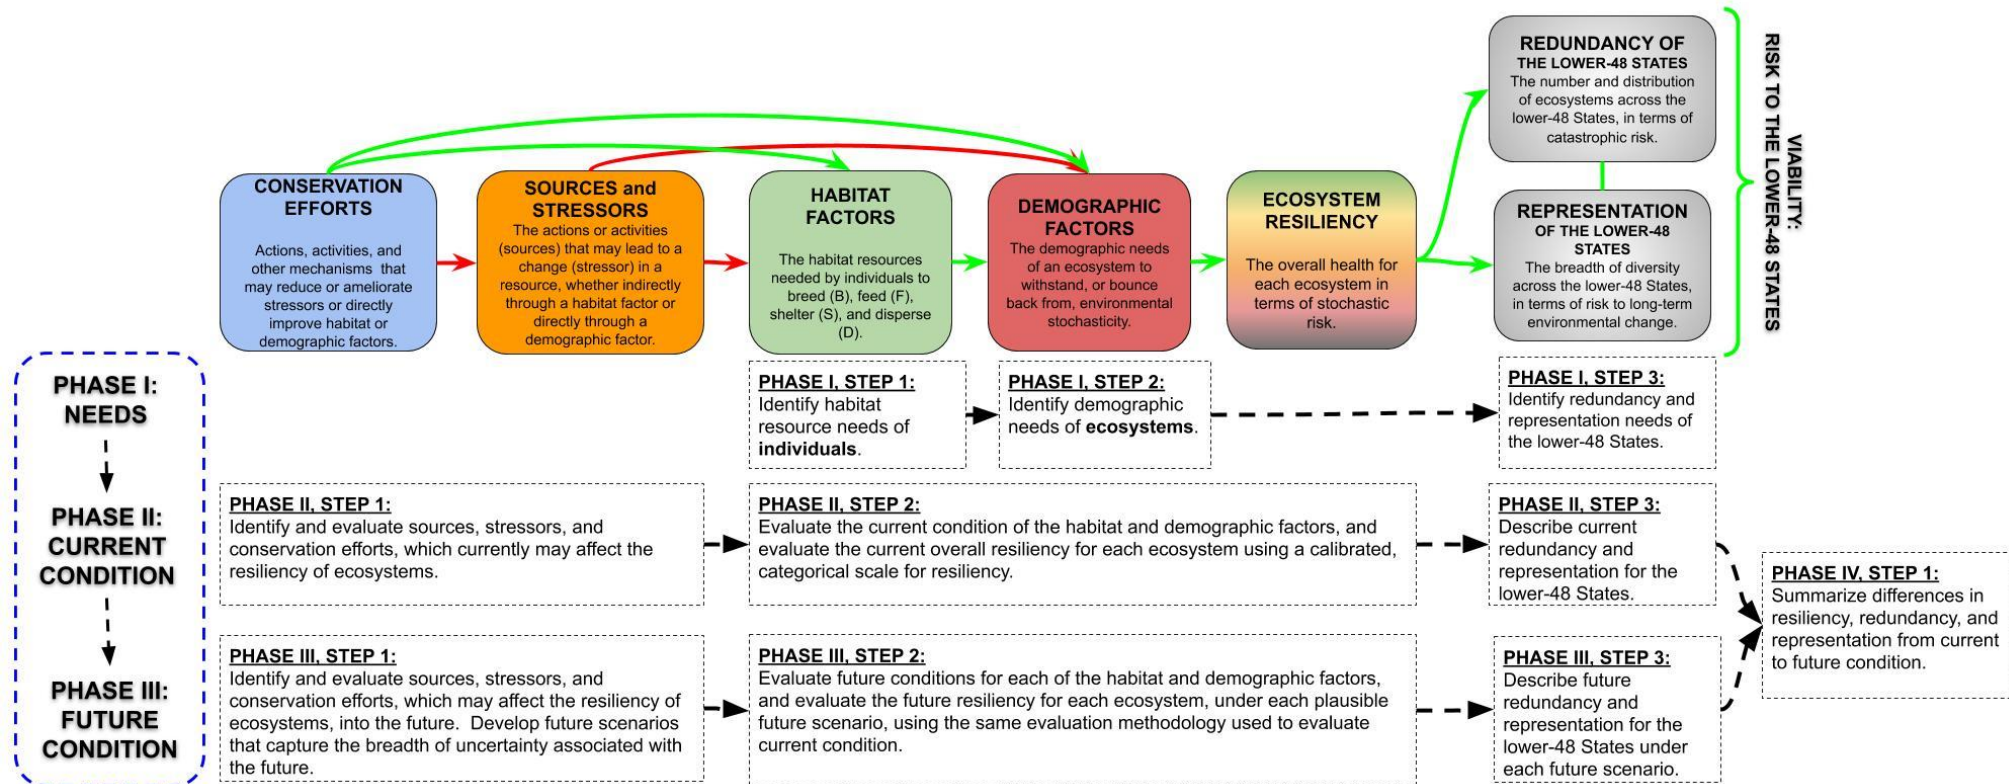 CONSERVATION
EFFORTS
Actions, activities, and
other mechanisms that
may reduce or ameliorate
stressors or directly
improve habitat or
demographic factors.
SOURCES and
STRESSORS
The actions or activities
(sources) that may lead to a
change (stressor) in a
resource, whether indirectly
through a habitat factor or
directly through a
demographic factor.
HABITAT
FACTORS
The habitat resources
needed by individuals to
breed (B), feed (F),
shelter (S), and disperse
(D).
DEMOGRAPHIC
FACTORS
The demographic needs
of an ecosystem to
withstand, or bounce
back from, environmental
stochasticity.
ECOSYSTEM
RESILIENCY
The overall health for
each ecosystem in
terms of stochastic
risk.
REDUNDANCY OF
THE LOWER-48 STATES
The number and distribution
of ecosystems across the
lower-48 States, in terms of
catastrophic risk.
REPRESENTATION
OF THE LOWER-48
STATES
The breadth of diversity
across the lower-48 States,
in terms of risk to long-term
environmental change.
VIABILITY:
RISK TO THE LOWER-48 STATES
PHASE I:
NEEDS
PHASE I, STEP 1:
Identify habitat
resource needs of
individuals.
PHASE I, STEP 2:
Identify demographic
needs of ecosystems.
PHASE I, STEP 3:
Identify redundancy and
representation needs of
the lower-48 States.
PHASE II:
CURRENT
CONDITION
PHASE II, STEP 1:
Identify and evaluate sources, stressors, and
conservation efforts, which currently may affect the
resiliency of ecosystems.
PHASE II, STEP 2:
Evaluate the current condition of the habitat and demographic factors, and
evaluate the current overall resiliency for each ecosystem using a calibrated,
categorical scale for resiliency.
PHASE II, STEP 3:
Describe current
redundancy and
representation for the
lower-48 States.
PHASE III:
FUTURE
CONDITION
PHASE III, STEP 1:
Identify and evaluate sources, stressors, and
conservation efforts, which may affect the resiliency of
ecosystems, into the future. Develop future scenarios
that capture the breadth of uncertainty associated with
the future.
PHASE III, STEP 2:
Evaluate future conditions for each of the habitat and demographic factors,
and evaluate the future resiliency for each ecosystem, under each plausible
future scenario, using the same evaluation methodology used to evaluate
current condition.
PHASE III, STEP 3:
Describe future
redundancy and
representation for the
lower-48 States under
each future scenario.
PHASE IV, STEP 1:
Summarize differences in
resiliency, redundancy, and
representation from current
to future condition.